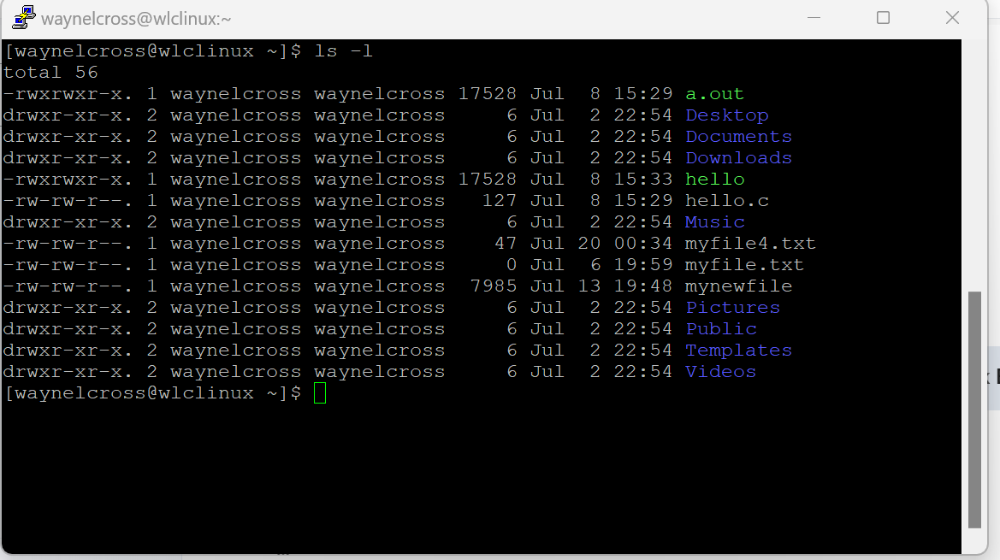 waynelcross@wlclinux:~
[waynelcross@wlclinux ~]$ ls -l
total 56
-rwxrwxr-x. 1 waynelcross waynelcross 17528 Jul  8 15:29 a.out
drwxr-xr-x. 2 waynelcross waynelcross     6 Jul  2 22:54 Desktop
drwxr-xr-x. 2 waynelcross waynelcross     6 Jul  2 22:54 Documents
drwxr-xr-x. 2 waynelcross waynelcross     6 Jul  2 22:54 Downloads
-rwxrwxr-x. 1 waynelcross waynelcross 17528 Jul  8 15:33 hello
-rw-rw-r--. 1 waynelcross waynelcross   127 Jul  8 15:29 hello.c
drwxr-xr-x. 2 waynelcross waynelcross     6 Jul  2 22:54 Music
-rw-rw-r--. 1 waynelcross waynelcross    47 Jul 20 00:34 myfile4.txt
-rw-rw-r--. 1 waynelcross waynelcross     0 Jul  6 19:59 myfile.txt
-rw-rw-r--. 1 waynelcross waynelcross  7985 Jul 13 19:48 mynewfile
drwxr-xr-x. 2 waynelcross waynelcross     6 Jul  2 22:54 Pictures
drwxr-xr-x. 2 waynelcross waynelcross     6 Jul  2 22:54 Public
drwxr-xr-x. 2 waynelcross waynelcross     6 Jul  2 22:54 Templates
drwxr-xr-x. 2 waynelcross waynelcross     6 Jul  2 22:54 Videos
[waynelcross@wlclinux ~]$